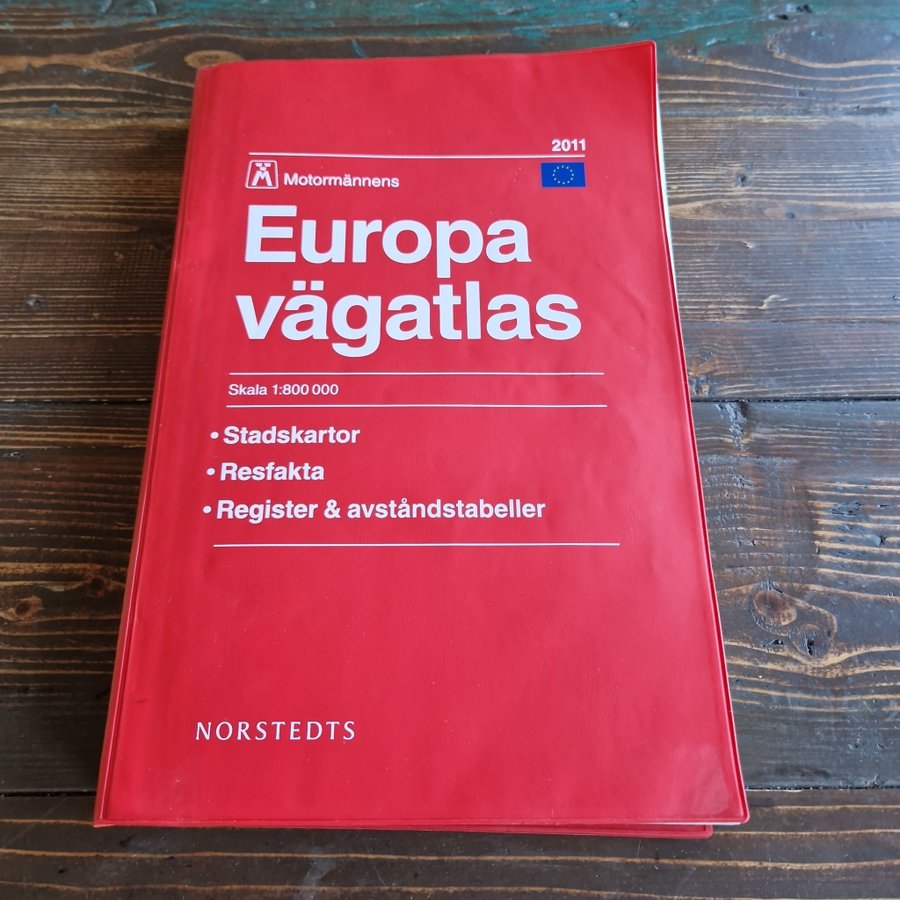 2011
M Motormännens
Europa
vägatlas
Skala 1:800 000
• Stadskartor
• Resfakta
• Register & avståndstabeller
NORSTEDTS